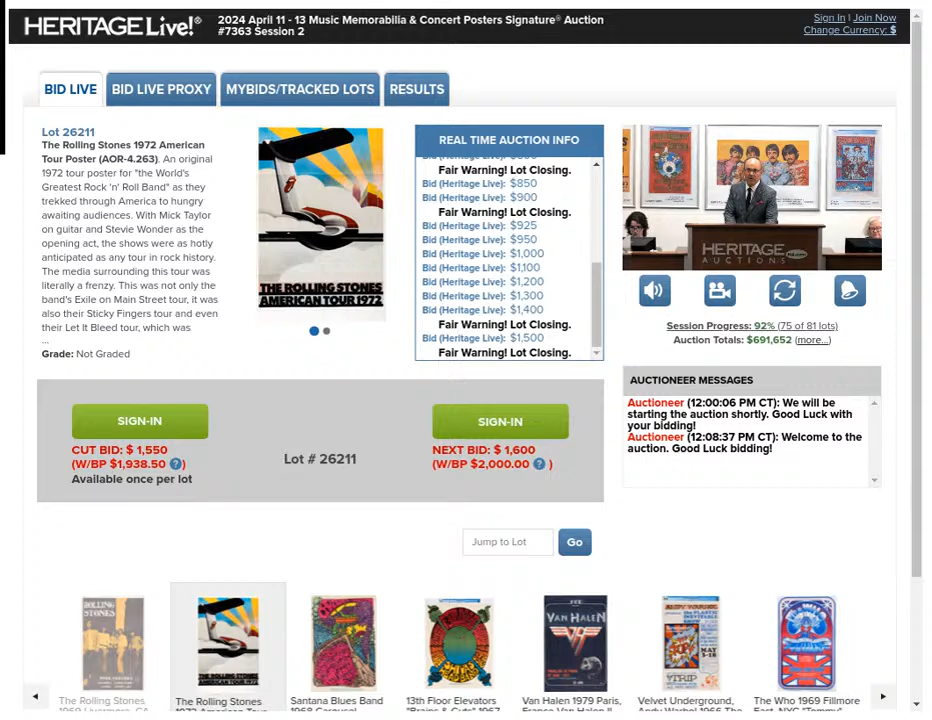 HERITAGE Live!®
2024 April 11 - 13 Music Memorabilia & Concert Posters Signature® Auction
#7363 Session 2
Sign In | Join Now
Change Currency: $
BID LIVE
BID LIVE PROXY
MYBIDS/TRACKED LOTS
RESULTS
Lot 26211
The Rolling Stones 1972 American
Tour Poster (AOR-4.263). An original
1972 tour poster for "the World's
Greatest Rock 'n' Roll Band" as they
trekked through America to hungry
awaiting audiences. With Mick Taylor
on guitar and Stevie Wonder as the
opening act, the shows were as hotly
anticipated as any tour in rock history.
The media surrounding this tour was
literally a frenzy. This was not only the
band's Exile on Main Street tour, it was
also their Sticky Fingers tour and even
their Let It Bleed tour, which was
...
Grade: Not Graded
THE ROLLING STONES
AMERICAN TOUR 1972
REAL TIME AUCTION INFO
Fair Warning! Lot Closing.
Bid (Heritage Live): $850
Bid (Heritage Live): $900
Fair Warning! Lot Closing.
Bid (Heritage Live): $925
Bid (Heritage Live): $950
Bid (Heritage Live): $1,000
Bid (Heritage Live): $1,100
Bid (Heritage Live): $1,200
Bid (Heritage Live): $1,300
Bid (Heritage Live): $1,400
Fair Warning! Lot Closing.
Bid (Heritage Live): $1,500
Fair Warning! Lot Closing.
HERITAGE
AUCTIONS
Session Progress: 92% (75 of 81 lots)
Auction Totals: $691,652 (more...)
AUCTIONEER MESSAGES
Auctioneer (12:00:06 PM CT): We will be
starting the auction shortly. Good Luck with
your bidding!
Auctioneer (12:08:37 PM CT): Welcome to the
auction. Good Luck bidding!
SIGN-IN
CUT BID: $ 1,550
(W/BP $1,938.50 ? )
Available once per lot
Lot # 26211
SIGN-IN
NEXT BID: $ 1,600
(W/BP $2,000.00 ? )
Jump to Lot
Go
ROLLING
STONES
VAN HALEN
The Rolling Stones
The Rolling Stones
Santana Blues Band
13th Floor Elevators
Van Halen 1979 Paris,
Velvet Underground,
The Who 1969 Fillmore